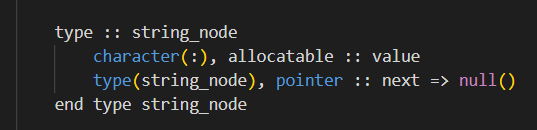 type :: string_node
character(:), allocatable :: value
type(string_node), pointer :: next => null()
end type string_node